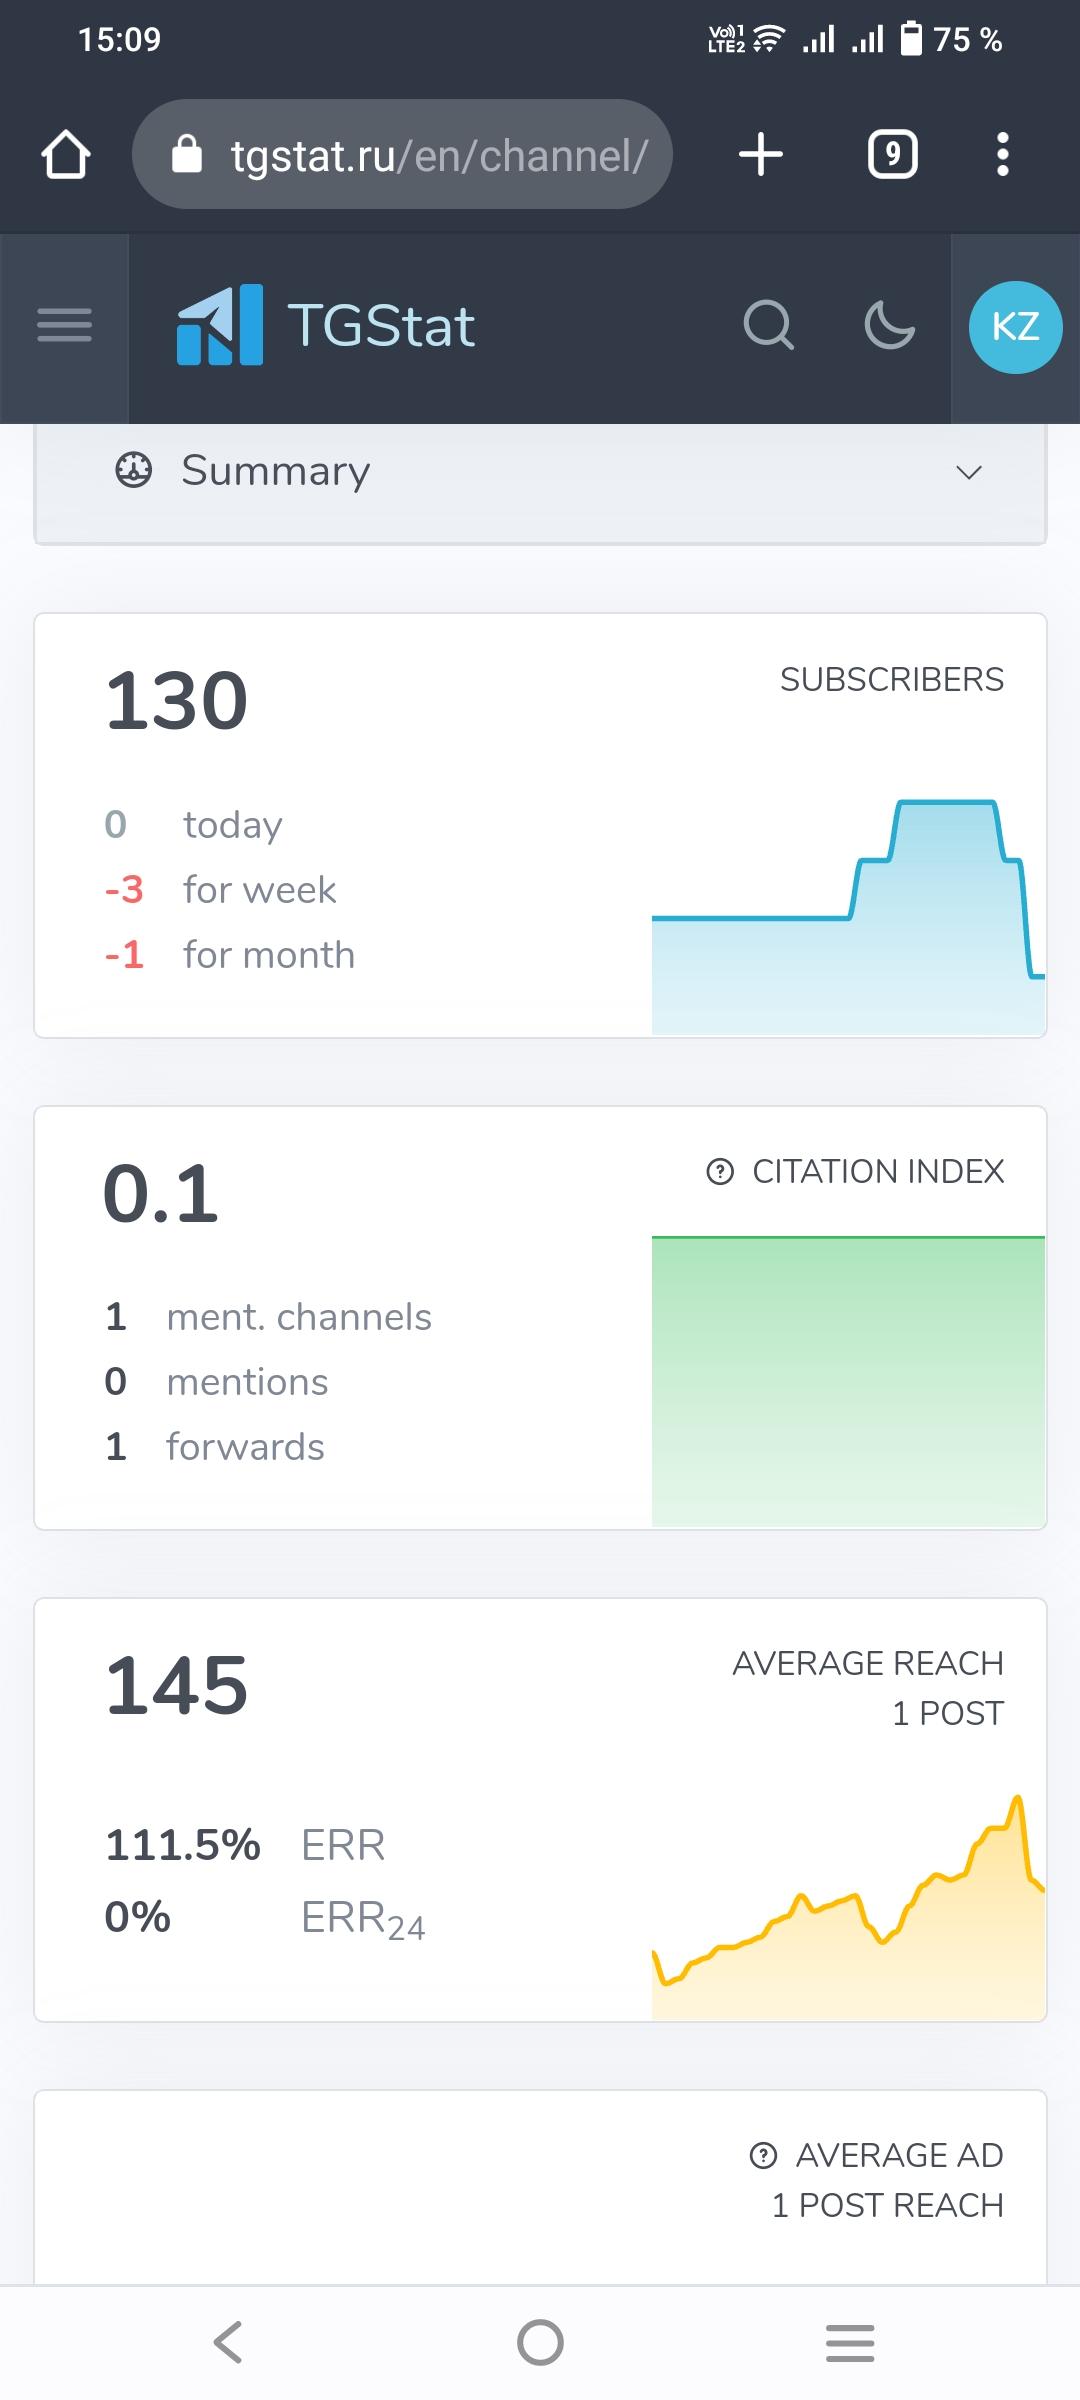 15:09
Vo)) 1
LTE2
75 %
tgstat.ru/en/channel/
9
TGStat
KZ
Summary
130
SUBSCRIBERS
0 today
-3 for week
-1 for month
0.1
CITATION INDEX
1 ment. channels
0 mentions
1 forwards
145
AVERAGE REACH
1 POST
111.5% ERR
0% ERR24
AVERAGE AD
1 POST REACH